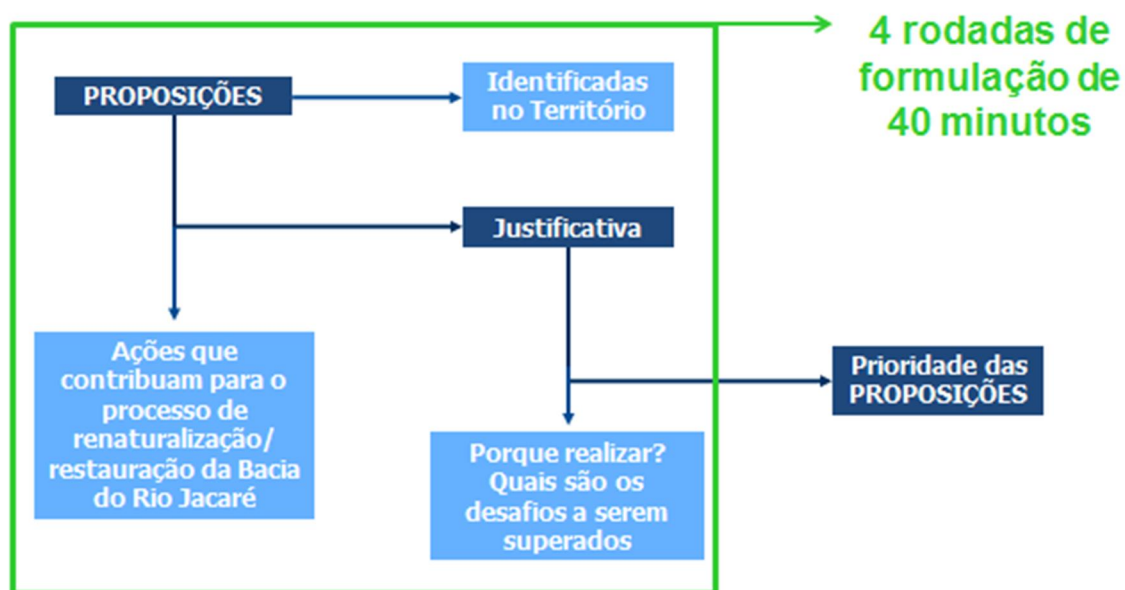 4 rodadas de
formulação de
40 minutos
PROPOSIÇÕES
Identificadas
no Território
Justificativa
Ações que
contribuam para o
processo de
renaturalização/
restauração da Bacia
do Rio Jacaré
Porque realizar?
Quais são os
desafios a serem
superados
Prioridade das
PROPOSIÇÕES